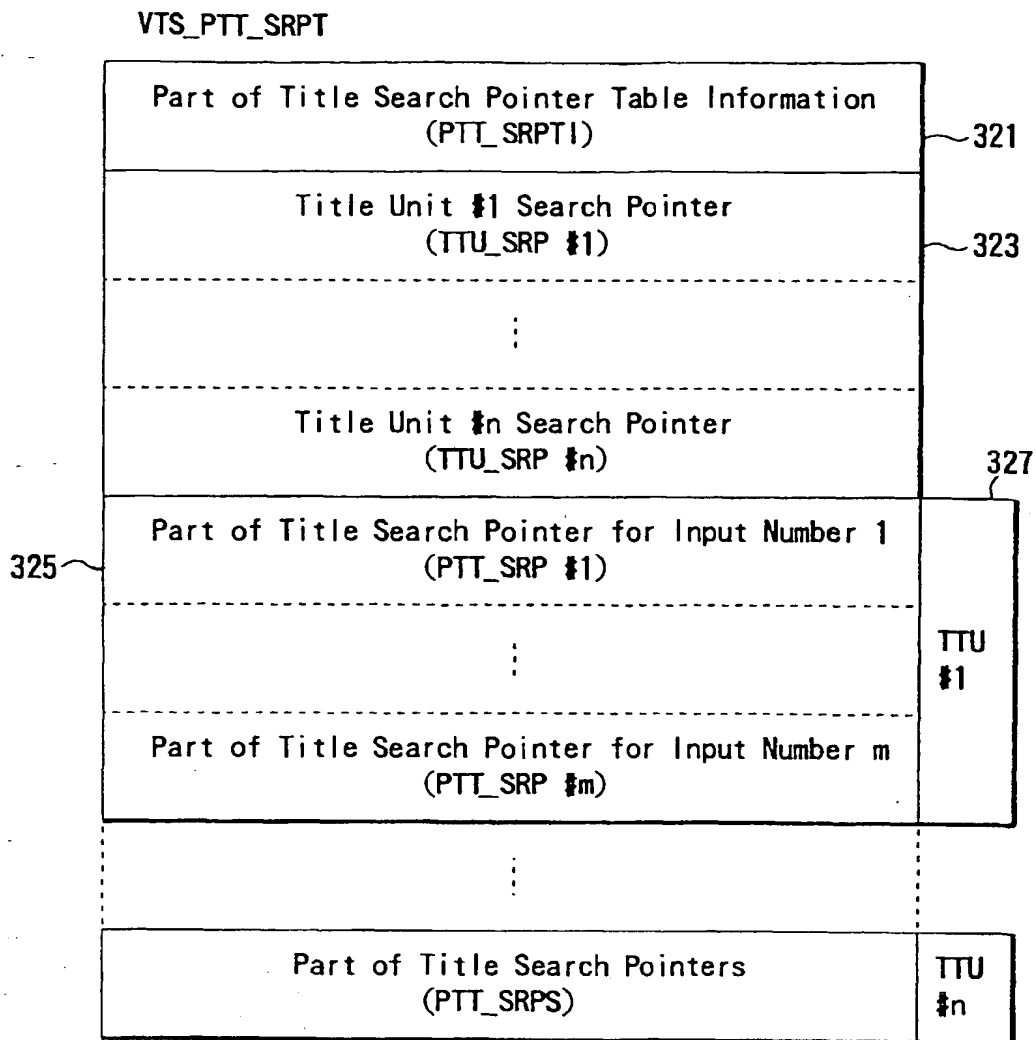 VTS_PTT_SRPT
Part of Title Search Pointer Table Information
(PTT_SRPTI)
321
Title Unit #1 Search Pointer
(TTU_SRP #1)
323
Title Unit #n Search Pointer
(TTU_SRP #n)
327
Part of Title Search Pointer for Input Number 1
(PTT_SRP #1)
325
TTU
#1
Part of Title Search Pointer for Input Number m
(PTT_SRP #m)
Part of Title Search Pointers
(PTT_SRPS)
TTU
#n